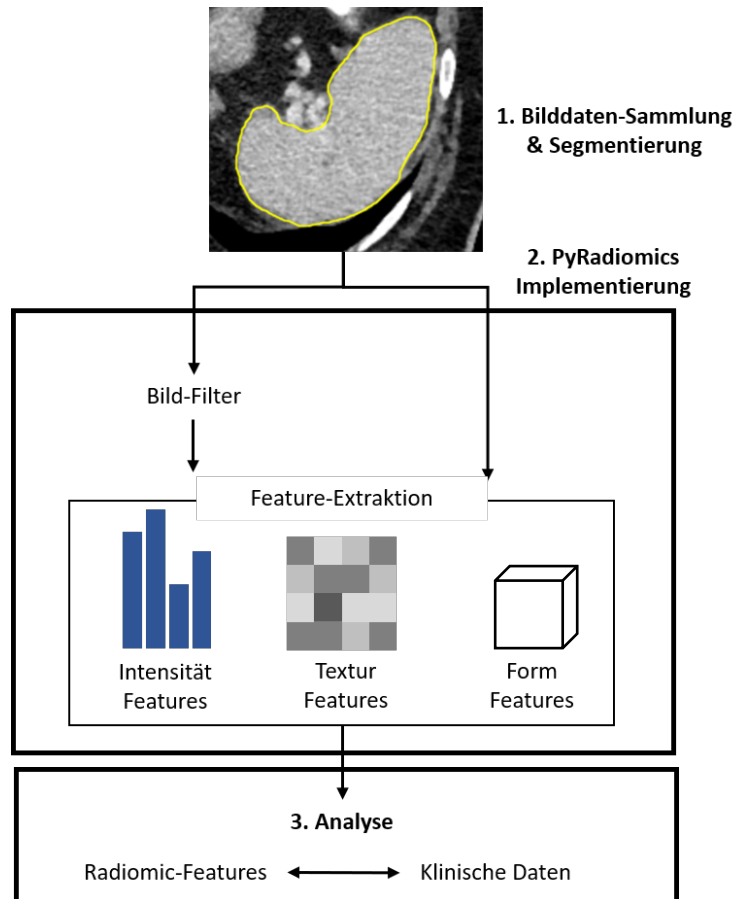 1. Bilddaten-Sammlung
& Segmentierung
2. PyRadiomics
Implementierung
Bild-Filter
Feature-Extraktion
Intensität
Features
Textur
Features
Form
Features
3. Analyse
Radiomic-Features
Klinische Daten